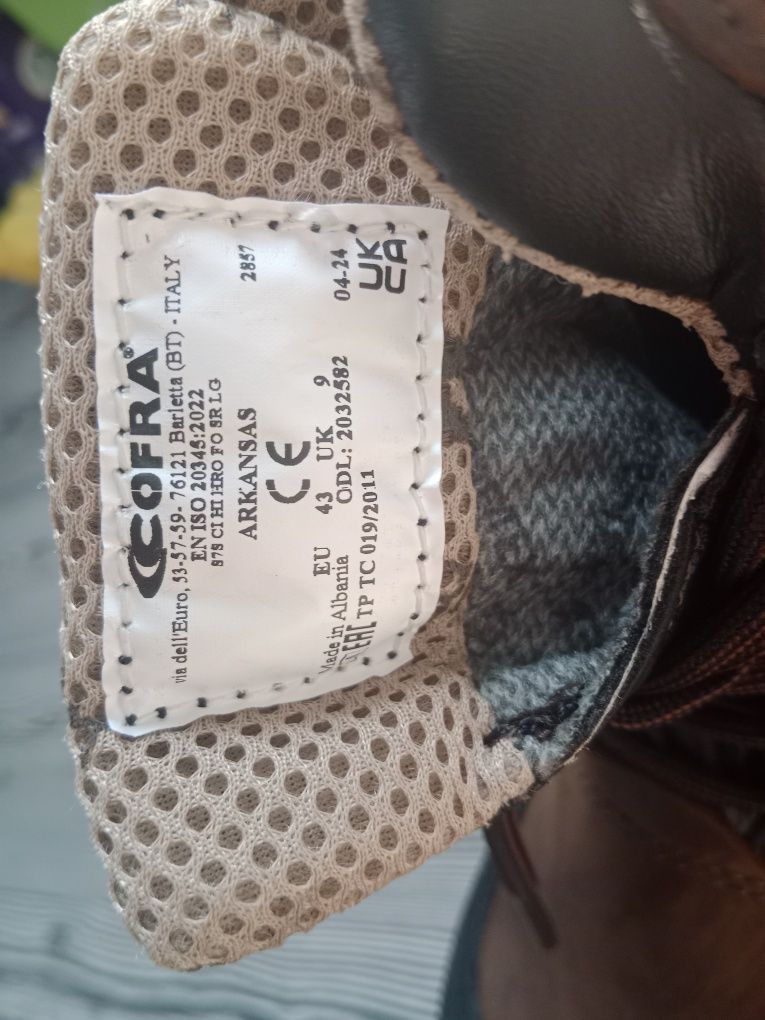 COFRA®
via dell'Euro, 53-57-59- 76121 Barletta (BT) - ITALY
EN ISO 20345:2022
S7S CI HI HRO FO SR LG
ARKANSAS 2857
CE
EU 43 UK 9
Made in Albania ODL: 2032582 04-24
EAC TP TC 019/2011 UKCA